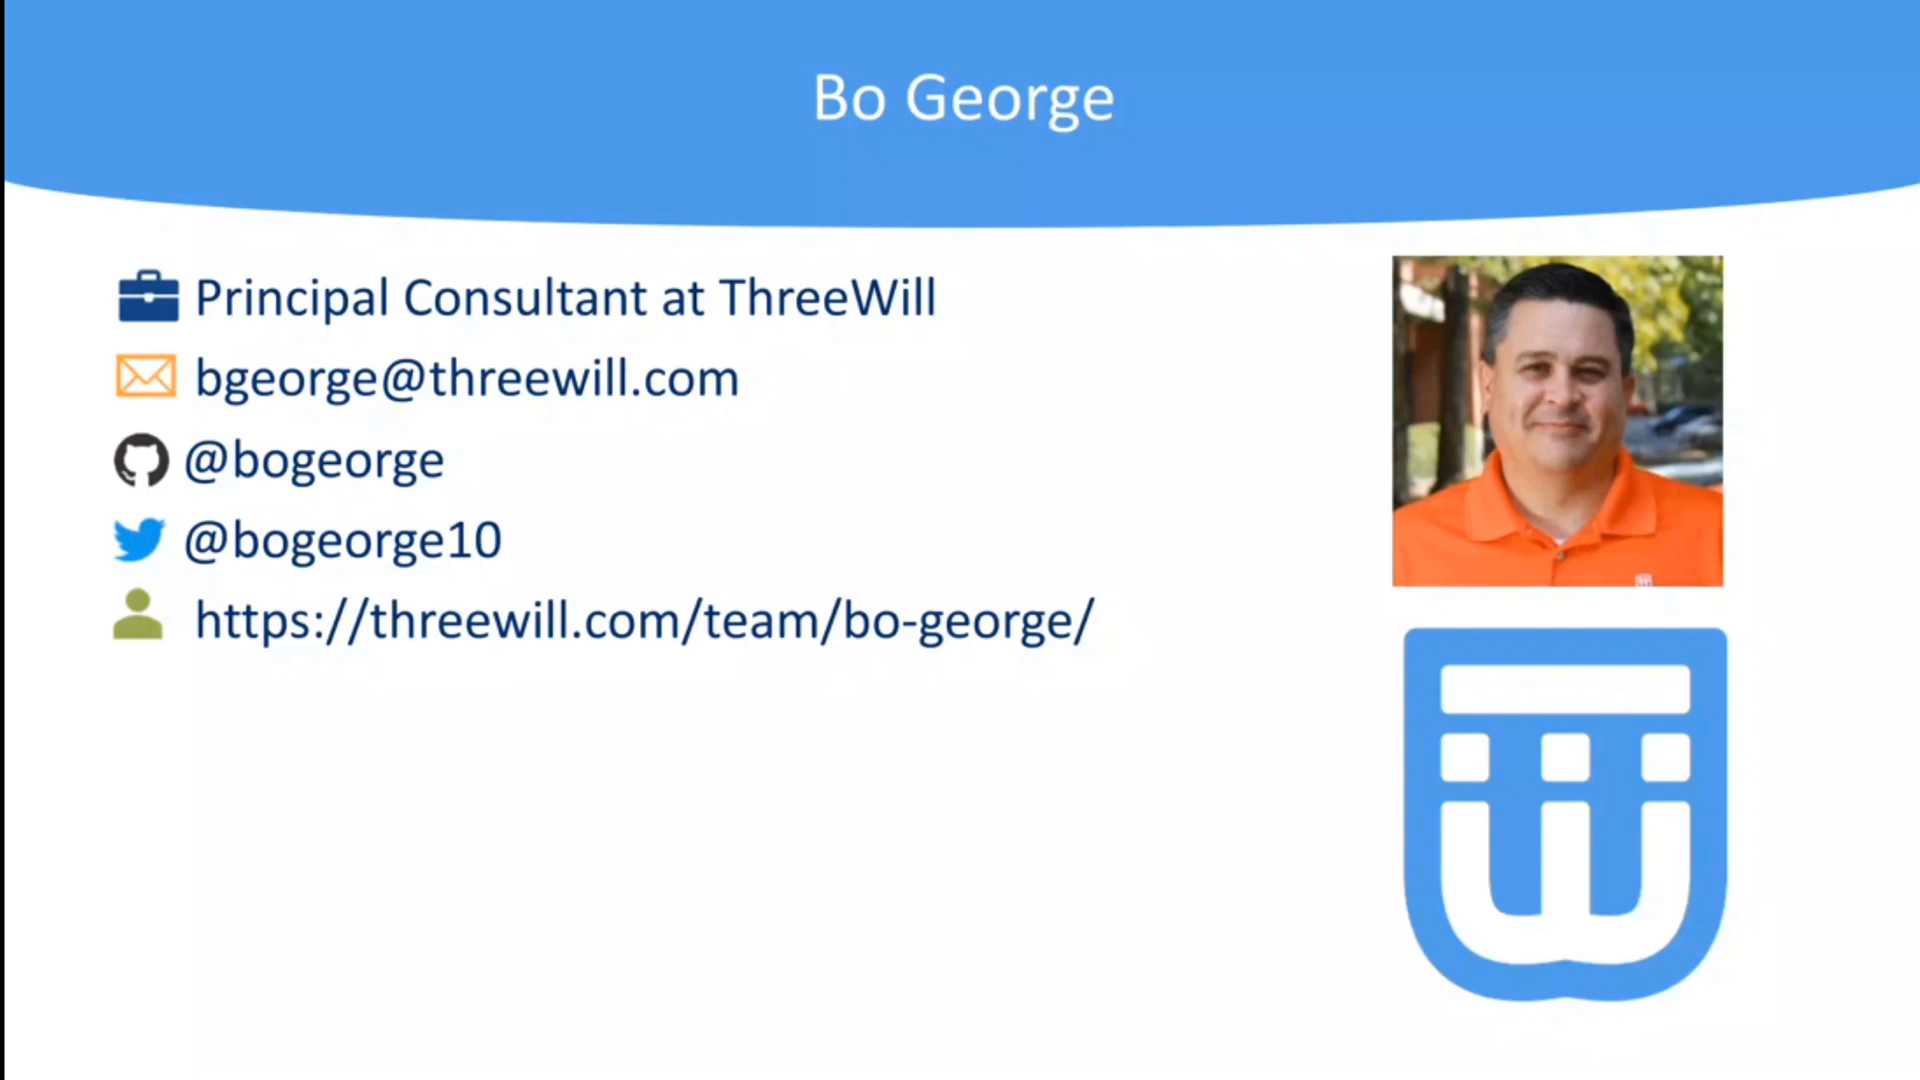 Bo George
Principal Consultant at ThreeWill
bgeorge@threewill.com
@bogeorge
@bogeorge10
https://threewill.com/team/bo-george/